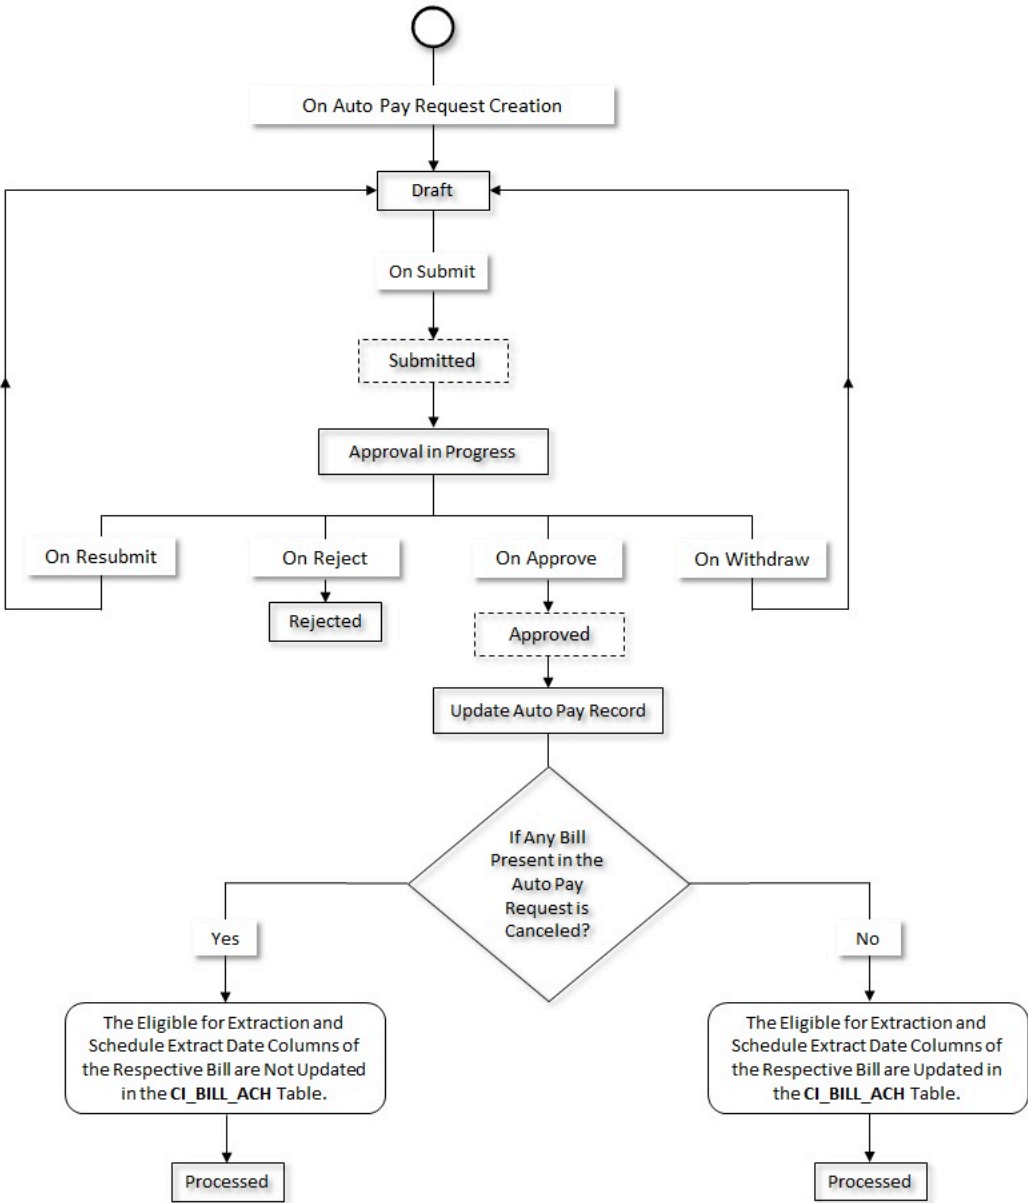 On Auto Pay Request Creation
Draft
On Submit
Submitted
Approval in Progress
On Resubmit
On Reject
On Approve
On Withdraw
Rejected
Approved
Update Auto Pay Record
If Any Bill
Present in the
Auto Pay
Request is
Canceled?
Yes
No
The Eligible for Extraction and
Schedule Extract Date Columns of
the Respective Bill are Not Updated
in the CI_BILL_ACH Table.
The Eligible for Extraction and
Schedule Extract Date Columns of
the Respective Bill are Updated in
the CI_BILL_ACH Table.
Processed
Processed